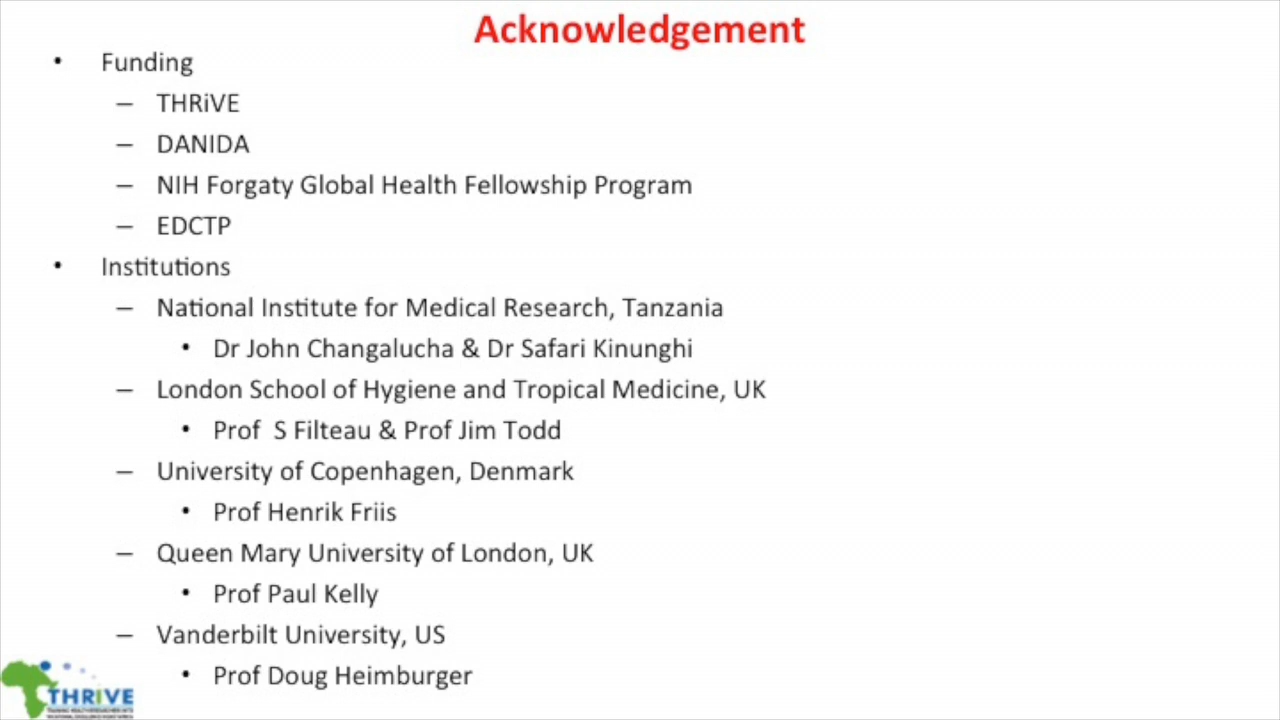 Acknowledgement
• Funding
– THRiVE
– DANIDA
– NIH Forgaty Global Health Fellowship Program
– EDCTP
• Institutions
– National Institute for Medical Research, Tanzania
• Dr John Changalucha & Dr Safari Kinunghi
– London School of Hygiene and Tropical Medicine, UK
• Prof S Filteau & Prof Jim Todd
– University of Copenhagen, Denmark
• Prof Henrik Friis
– Queen Mary University of London, UK
• Prof Paul Kelly
– Vanderbilt University, US
• Prof Doug Heimburger
THRiVE